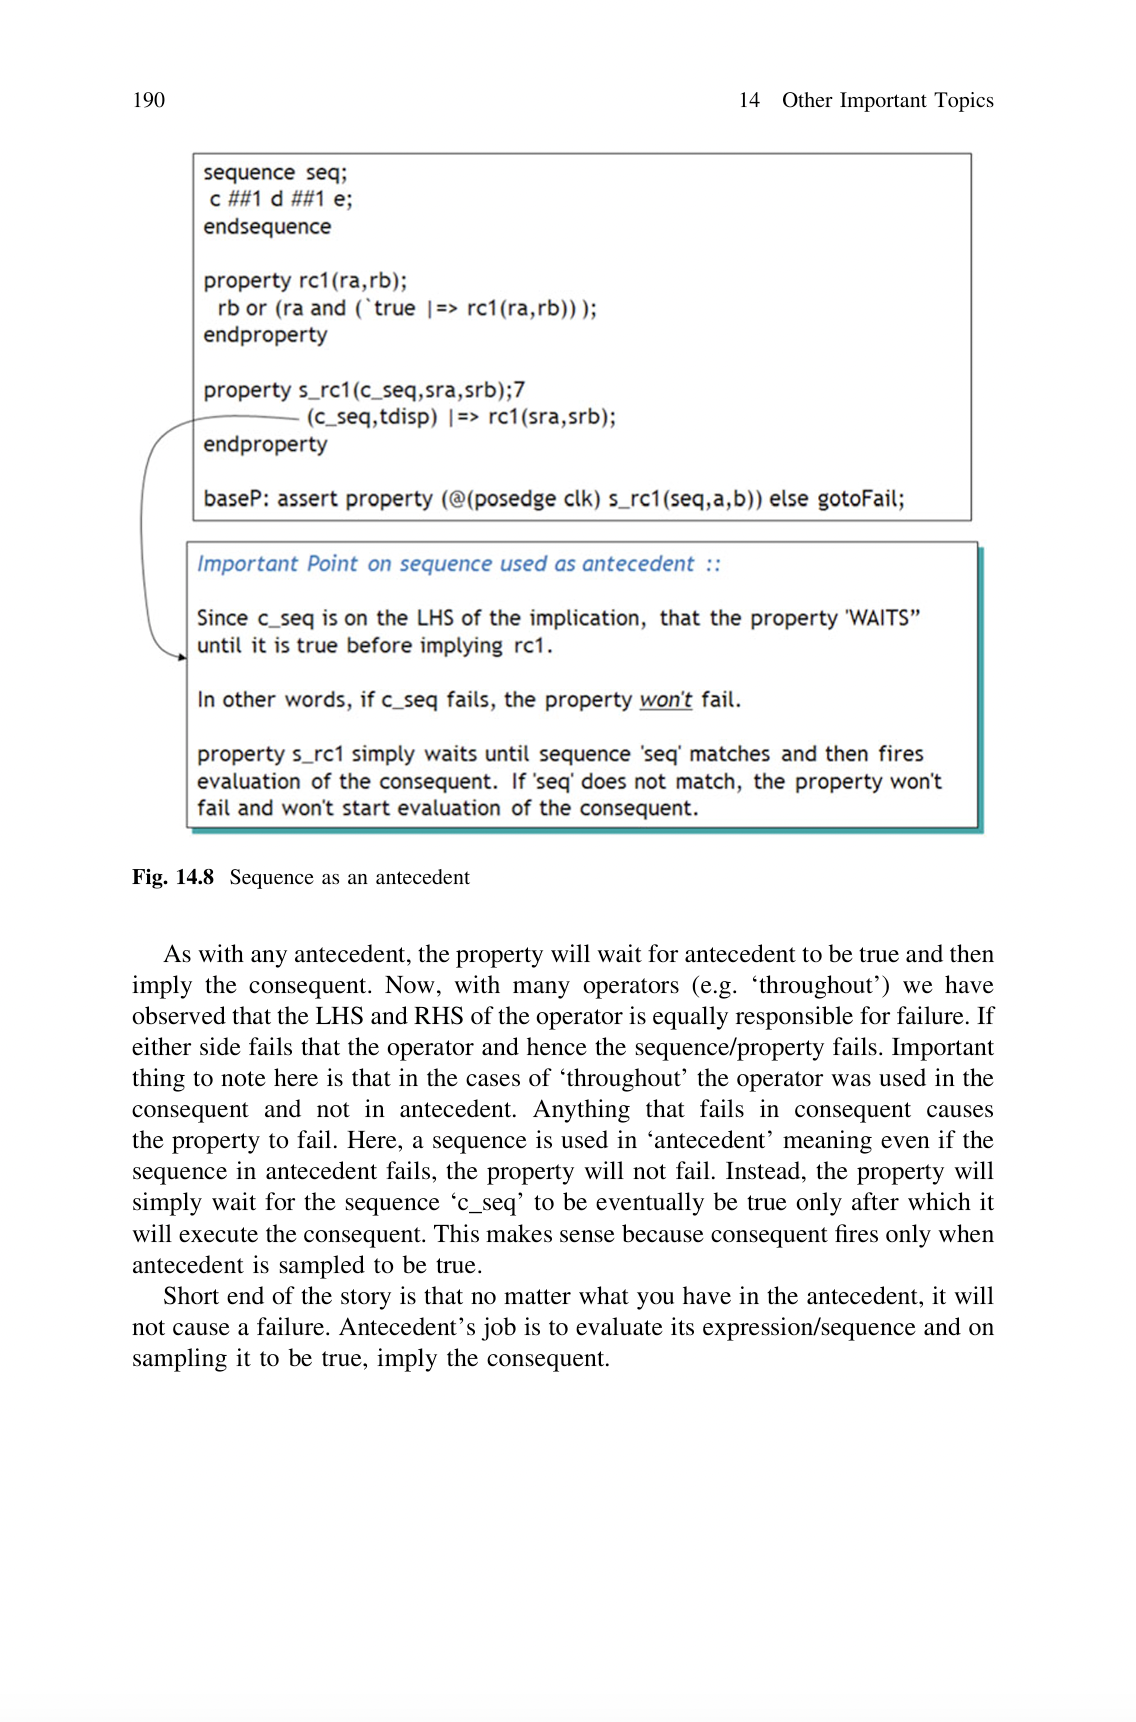 190
14 Other Important Topics
sequence seq;
c ##1 d ##1 e;
endsequence
property rc1(ra,rb);
rb or (ra and (`true |=> rc1(ra,rb)) );
endproperty
property s_rc1(c_seq,sra,srb);7
(c_seq,tdisp) |=> rc1(sra,srb);
endproperty
baseP: assert property (@(posedge clk) s_rc1(seq,a,b)) else gotoFail;
Important Point on sequence used as antecedent ::
Since c_seq is on the LHS of the implication, that the property 'WAITS”
until it is true before implying rc1.
In other words, if c_seq fails, the property won't fail.
property s_rc1 simply waits until sequence 'seq' matches and then fires
evaluation of the consequent. If 'seq' does not match, the property won't
fail and won't start evaluation of the consequent.
Fig. 14.8 Sequence as an antecedent
As with any antecedent, the property will wait for antecedent to be true and then
imply the consequent. Now, with many operators (e.g. ‘throughout’) we have
observed that the LHS and RHS of the operator is equally responsible for failure. If
either side fails that the operator and hence the sequence/property fails. Important
thing to note here is that in the cases of ‘throughout’ the operator was used in the
consequent and not in antecedent. Anything that fails in consequent causes
the property to fail. Here, a sequence is used in ‘antecedent’ meaning even if the
sequence in antecedent fails, the property will not fail. Instead, the property will
simply wait for the sequence ‘c_seq’ to be eventually be true only after which it
will execute the consequent. This makes sense because consequent fires only when
antecedent is sampled to be true.
Short end of the story is that no matter what you have in the antecedent, it will
not cause a failure. Antecedent’s job is to evaluate its expression/sequence and on
sampling it to be true, imply the consequent.